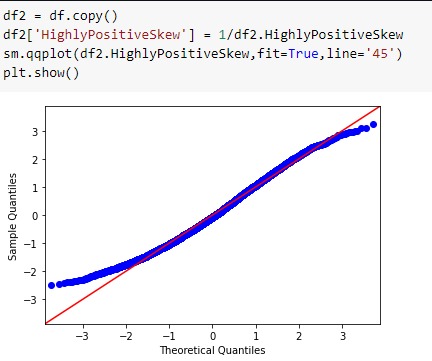 df2 = df.copy()
df2['HighlyPositiveSkew'] = 1/df2.HighlyPositiveSkew
sm.qqplot(df2.HighlyPositiveSkew,fit=True,line='45')
plt.show()
3
2
1
0
−1
−2
−3
Sample Quantiles
−3 −2 −1 0 1 2 3
Theoretical Quantiles